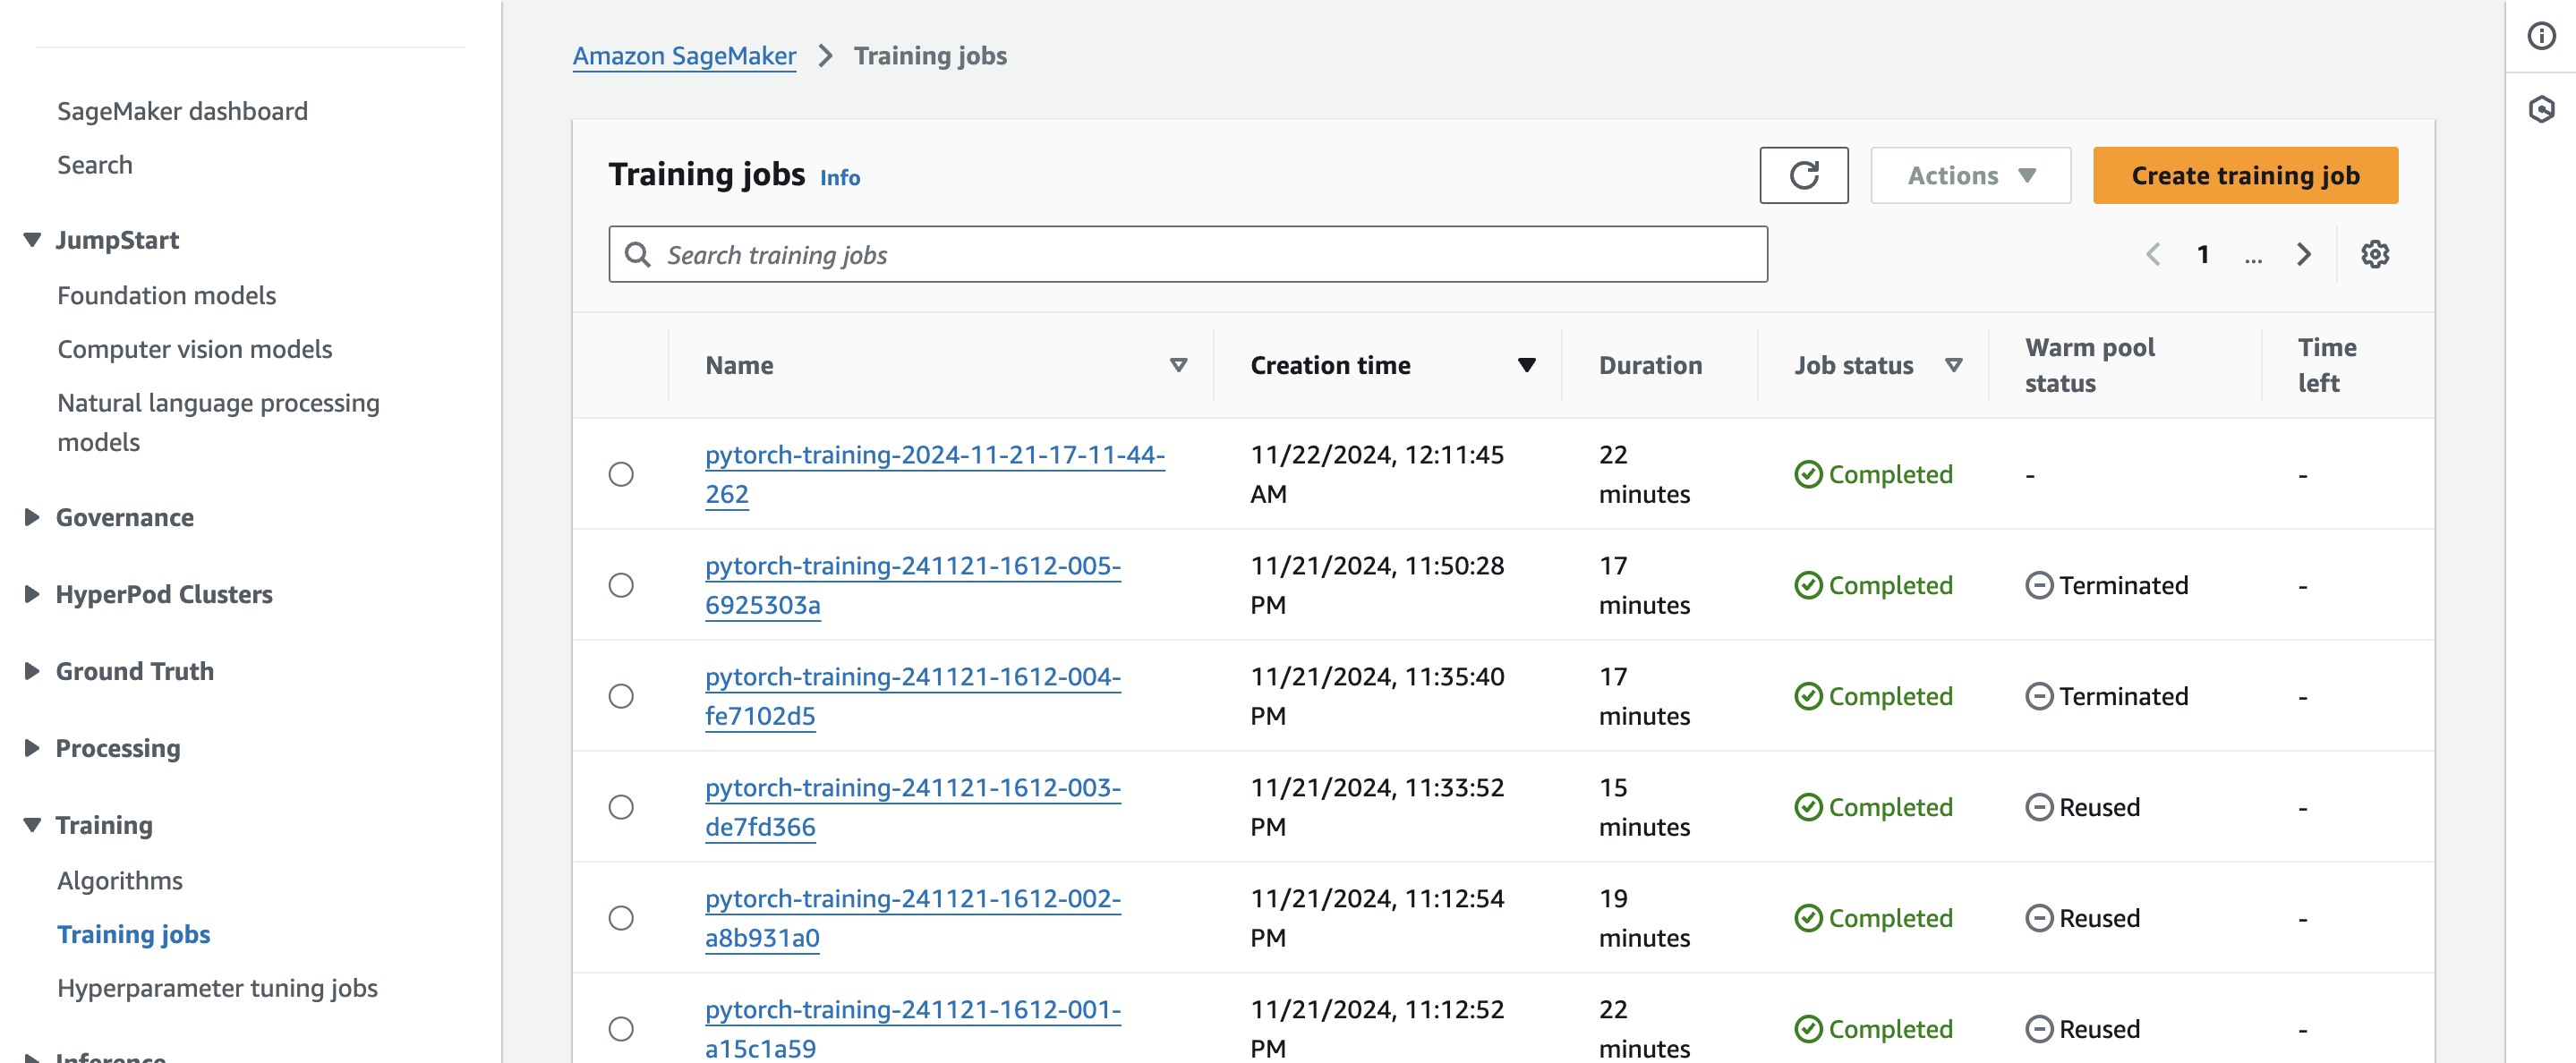 SageMaker dashboard
Search
JumpStart
Foundation models
Computer vision models
Natural language processing
models
Governance
HyperPod Clusters
Ground Truth
Processing
Training
Algorithms
Training jobs
Hyperparameter tuning jobs
Inference
Amazon SageMaker > Training jobs
Training jobs Info
Actions
Create training job
Search training jobs
1 ...
Name
Creation time
Duration
Job status
Warm pool
status
Time
left
pytorch-training-2024-11-21-17-11-44-
262
11/22/2024, 12:11:45
AM
22
minutes
Completed
-
-
pytorch-training-241121-1612-005-
6925303a
11/21/2024, 11:50:28
PM
17
minutes
Completed
Terminated
-
pytorch-training-241121-1612-004-
fe7102d5
11/21/2024, 11:35:40
PM
17
minutes
Completed
Terminated
-
pytorch-training-241121-1612-003-
de7fd366
11/21/2024, 11:33:52
PM
15
minutes
Completed
Reused
-
pytorch-training-241121-1612-002-
a8b931a0
11/21/2024, 11:12:54
PM
19
minutes
Completed
Reused
-
pytorch-training-241121-1612-001-
a15c1a59
11/21/2024, 11:12:52
PM
22
minutes
Completed
Reused
-